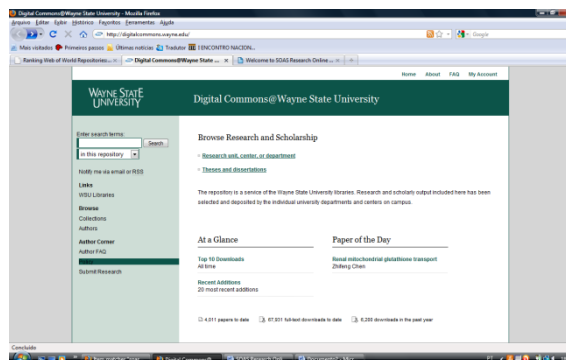 Digital Commons@Wayne State University - Mozilla Firefox
Arquivo Editar Exibir Histórico Favoritos Ferramentas Ajuda
http://digitalcommons.wayne.edu/
Google
Mais visitados Primeiros passos Últimas notícias Tradutor ENCONTRO NACION...
Ranking Web of World Repositories... Digital Commons@Wayne State ... Welcome to SOAS Research Online ...
Home About FAQ My Account
WAYNE STATE
UNIVERSITY
Digital Commons@Wayne State University
Enter search terms:
Search
in this repository
Notify me via email or RSS
Links
WSU Libraries
Browse
Collections
Authors
Author Corner
Author FAQ
Submit Research
Browse Research and Scholarship
Research unit, center, or department
Theses and dissertations
The repository is a service of the Wayne State University libraries. Research and scholarly output included here has been
selected and deposited by the individual university departments and centers on campus.
At a Glance
Top 10 Downloads
All time
Recent Additions
20 most recent additions
Paper of the Day
Renal mitochondrial glutathione transport
Zhifeng Chen
4,011 papers to date
full-text downloads to date
downloads in the past year
Concluído